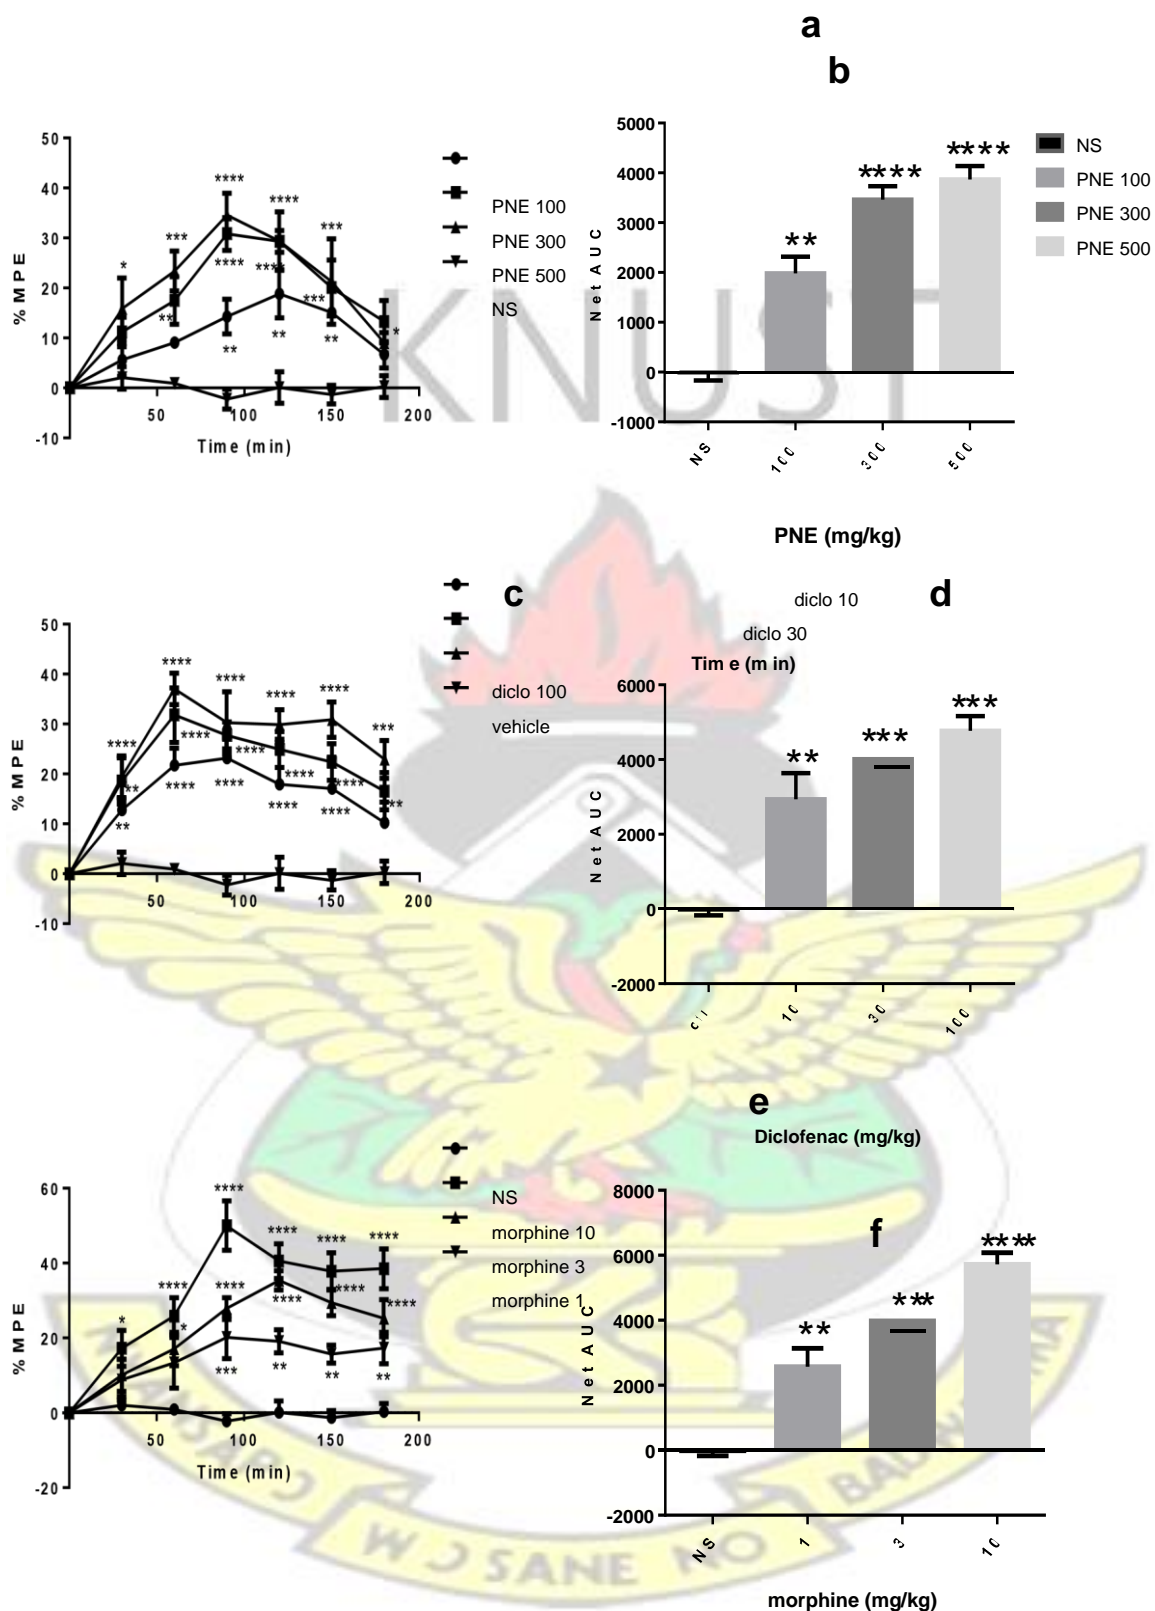 a
b
50
40
30
20
10
0
-10
% MPE
* *** **** **** ***
** **** **** *** *
** ** **
50 100 150 200
Time (min)
PNE 100
PNE 300
PNE 500
NS
5000
4000
3000
2000
1000
0
-1000
Net AUC
** **** ****
NS 100 300 500
NS
PNE 100
PNE 300
PNE 500
PNE (mg/kg)
KNUST
c
diclo 10
d
diclo 30
Time (min)
diclo 100
vehicle
50
40
30
20
10
0
-10
% MPE
**** **** **** **** **** ***
** **** **** **** **** **
** **** **** **** ****
50 100 150 200
6000
4000
2000
0
-2000
Net AUC
** *** ***
10 30 100
e
Diclofenac (mg/kg)
NS
morphine 10
morphine 3
morphine 1
60
40
20
0
-20
% MPE
* **** **** **** **** ****
* **** **** **** ****
*** ** ** **
50 100 150 200
Time (min)
f
8000
6000
4000
2000
0
-2000
Net AUC
** *** ****
NS 1 3 10
morphine (mg/kg)
WOSANE NO